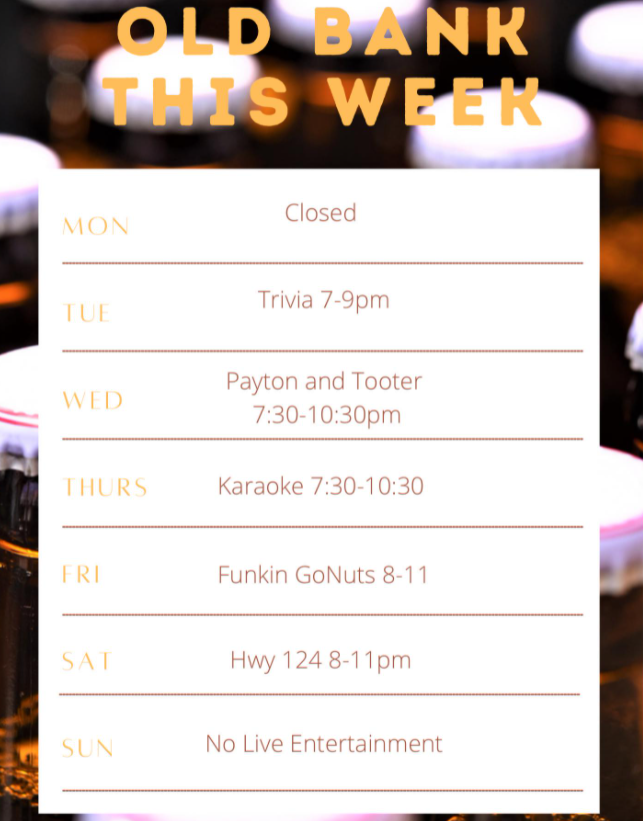 OLD BANK
THIS WEEK
MON
Closed
TUE
Trivia 7-9pm
WED
Payton and Tooter
7:30-10:30pm
THURS
Karaoke 7:30-10:30
FRI
Funkin GoNuts 8-11
SAT
Hwy 124 8-11pm
SUN
No Live Entertainment